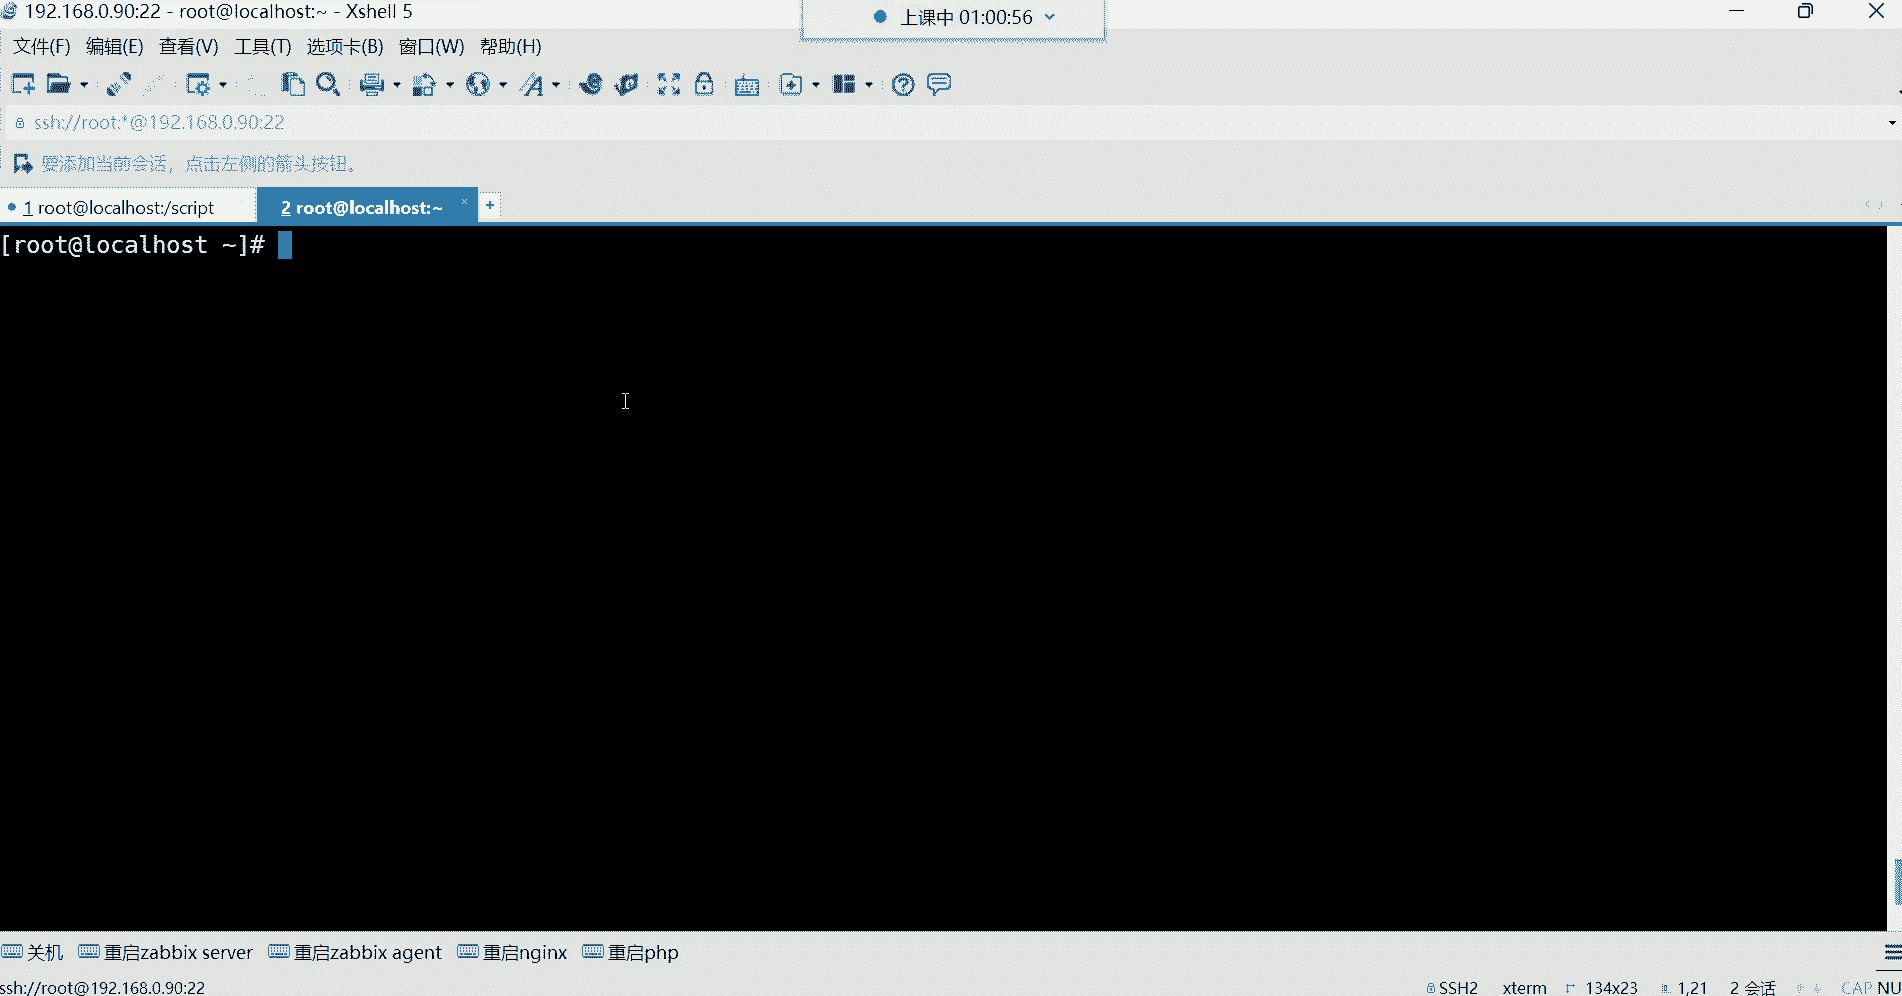 192.168.0.90:22 - root@localhost:~ - Xshell 5
上课中 01:00:56
文件(F) 编辑(E) 查看(V) 工具(T) 选项卡(B) 窗口(W) 帮助(H)
ssh://root:*@192.168.0.90:22
要添加当前会话，点击左侧的箭头按钮。
1 root@localhost:/script × 2 root@localhost:~ × +
[root@localhost ~]#
关机 重启zabbix server 重启zabbix agent 重启nginx 重启php
ssh://root@192.168.0.90:22 SSH2 xterm 134x23 1,21 2 会话 CAP NU